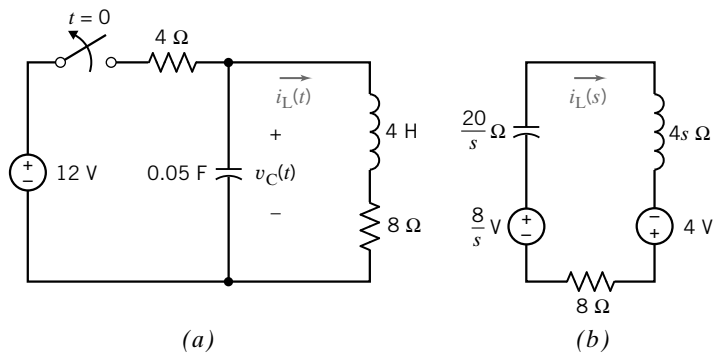 t = 0
4 Ω
i_L(t)
+
4 H
12 V
+
−
0.05 F
v_C(t)
−
8 Ω
(a)
i_L(s)
20/s Ω
4s Ω
8/s V
+
−
−
+
4 V
8 Ω
(b)